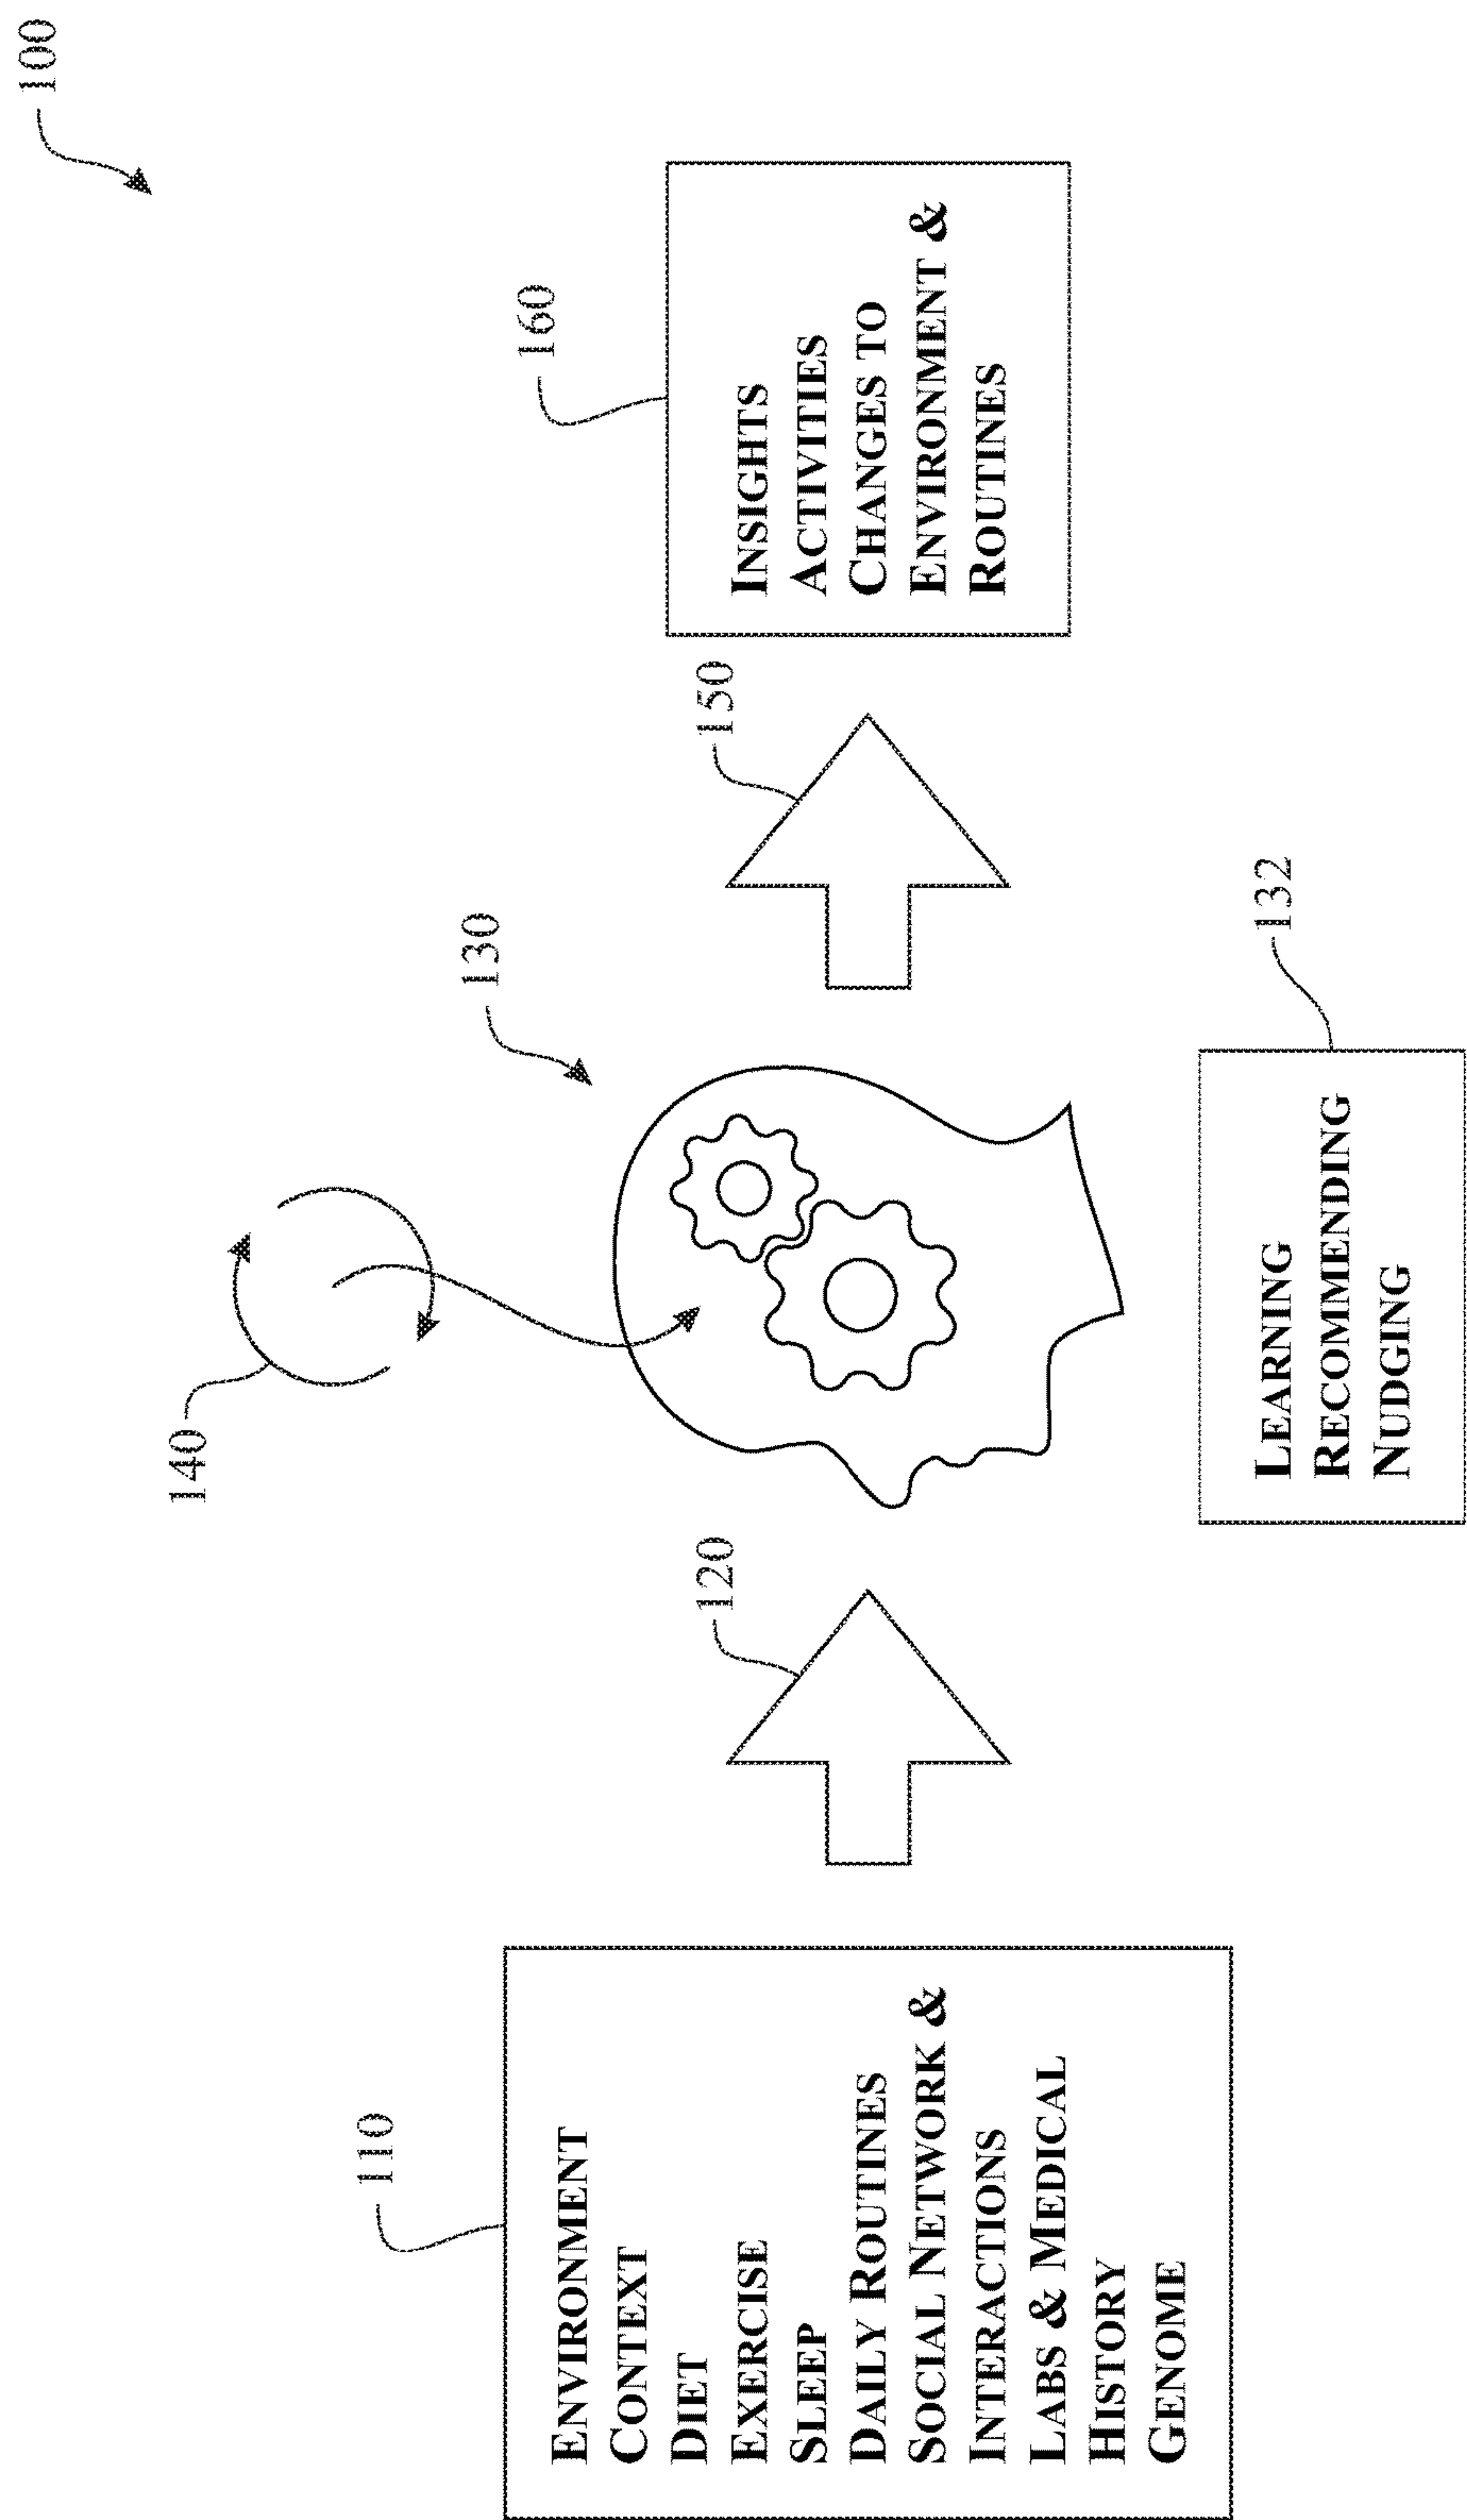 100
110
ENVIRONMENT
CONTEXT
DIET
EXERCISE
SLEEP
DAILY ROUTINES
SOCIAL NETWORK &
INTERACTIONS
LABS & MEDICAL
HISTORY
GENOME
120
140
130
LEARNING
RECOMMENDING
NUDGING
132
150
160
INSIGHTS
ACTIVITIES
CHANGES TO
ENVIRONMENT &
ROUTINES